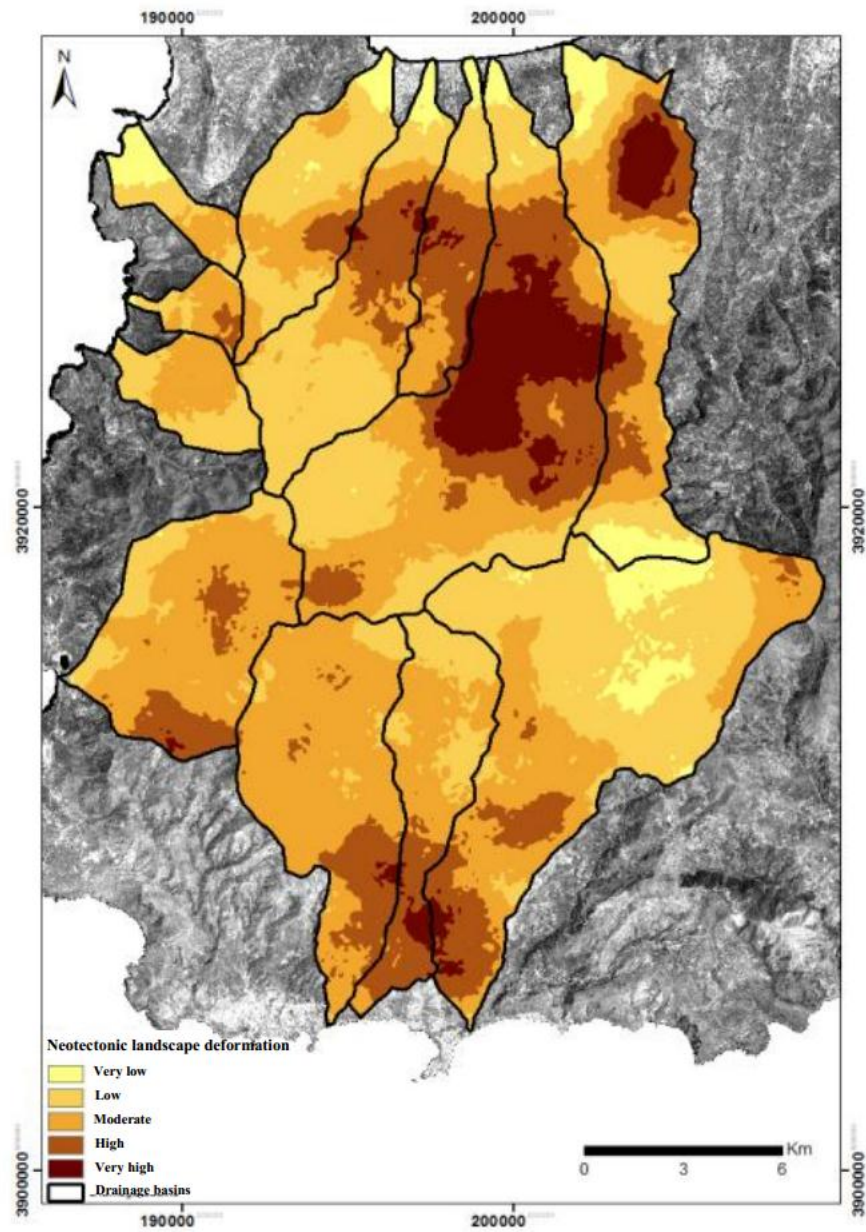 190000
200000
N
3920000
3920000
Neotectonic landscape deformation
Very low
Low
Moderate
High
Very high
Drainage basins
Km
0 3 6
3900000
3900000
190000
200000